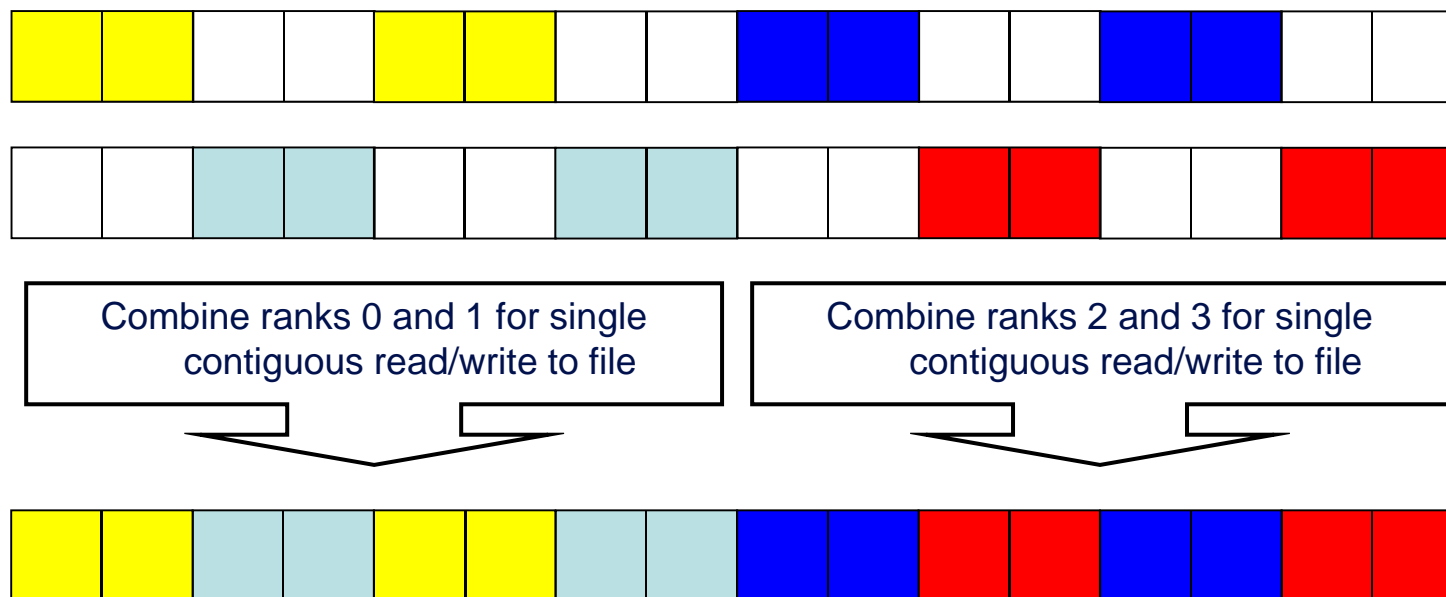 Combine ranks 0 and 1 for single
contiguous read/write to file
Combine ranks 2 and 3 for single
contiguous read/write to file